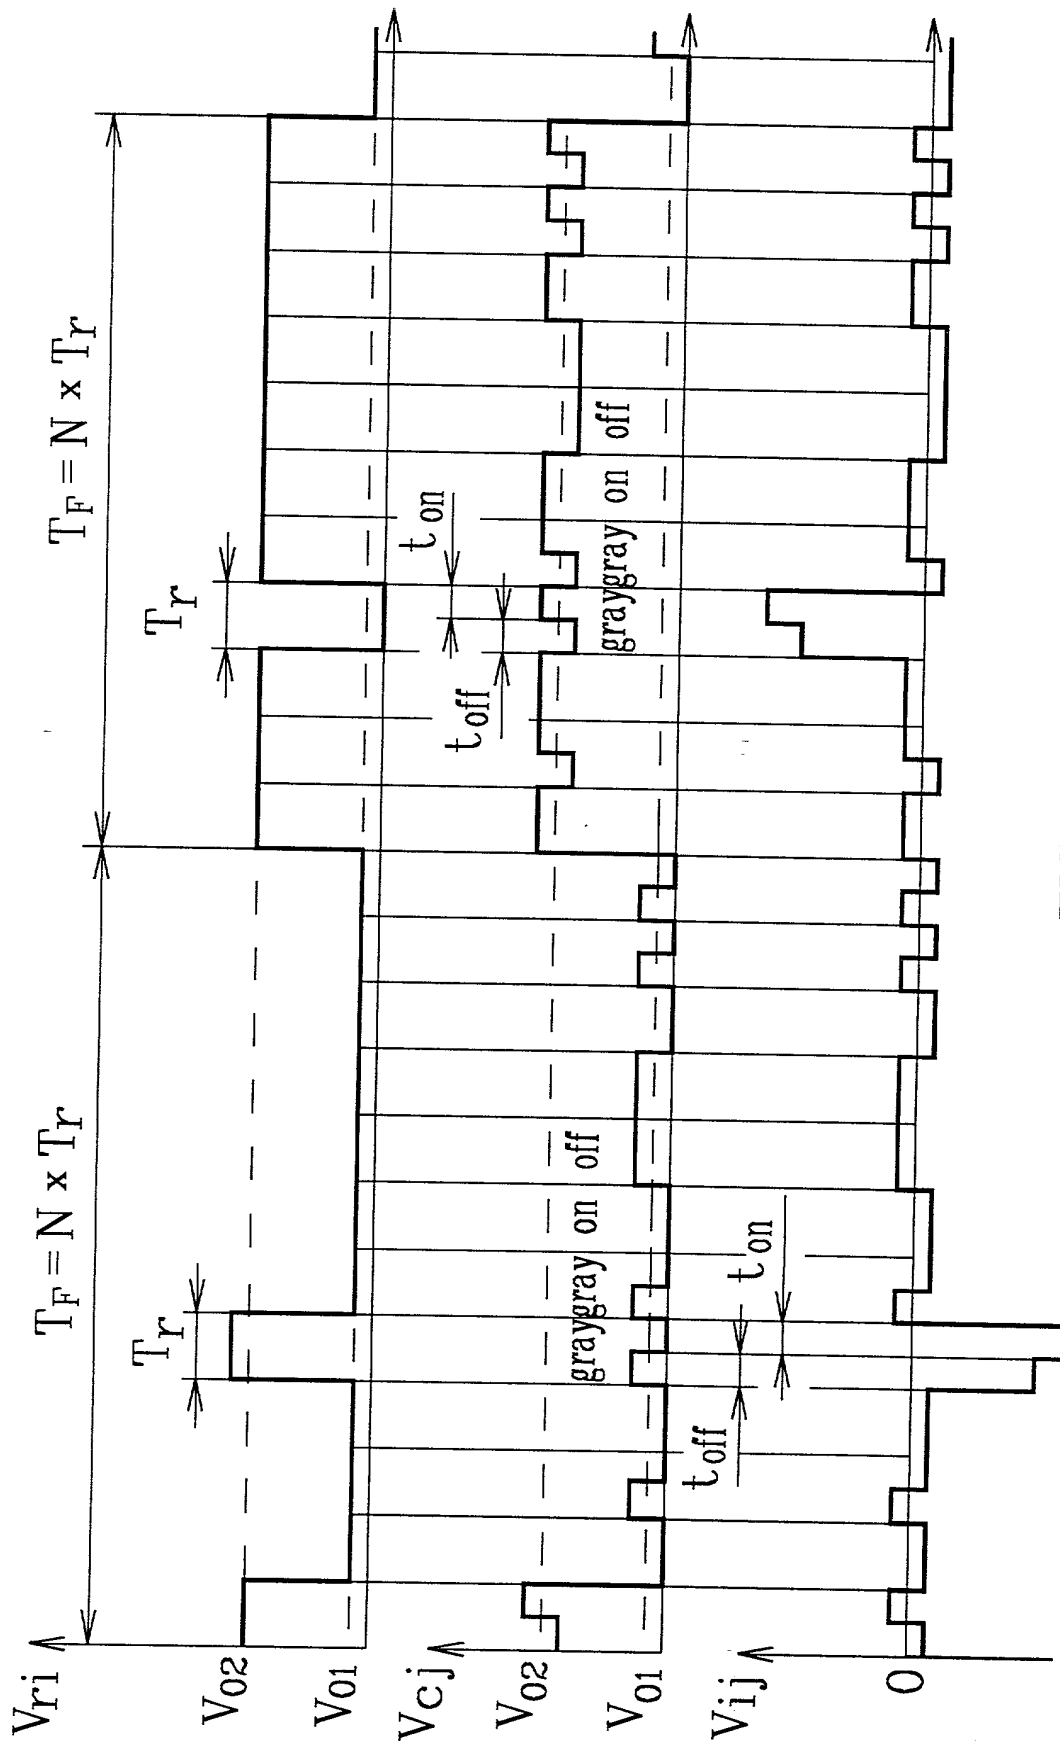 T_F = N x T_r
T_F = N x T_r
V_ri
T_r
T_r
V_02
V_01
t_on
V_cj
t_off
V_02
graygray on off
graygray on off
V_01
t_on
V_ij
t_off
0